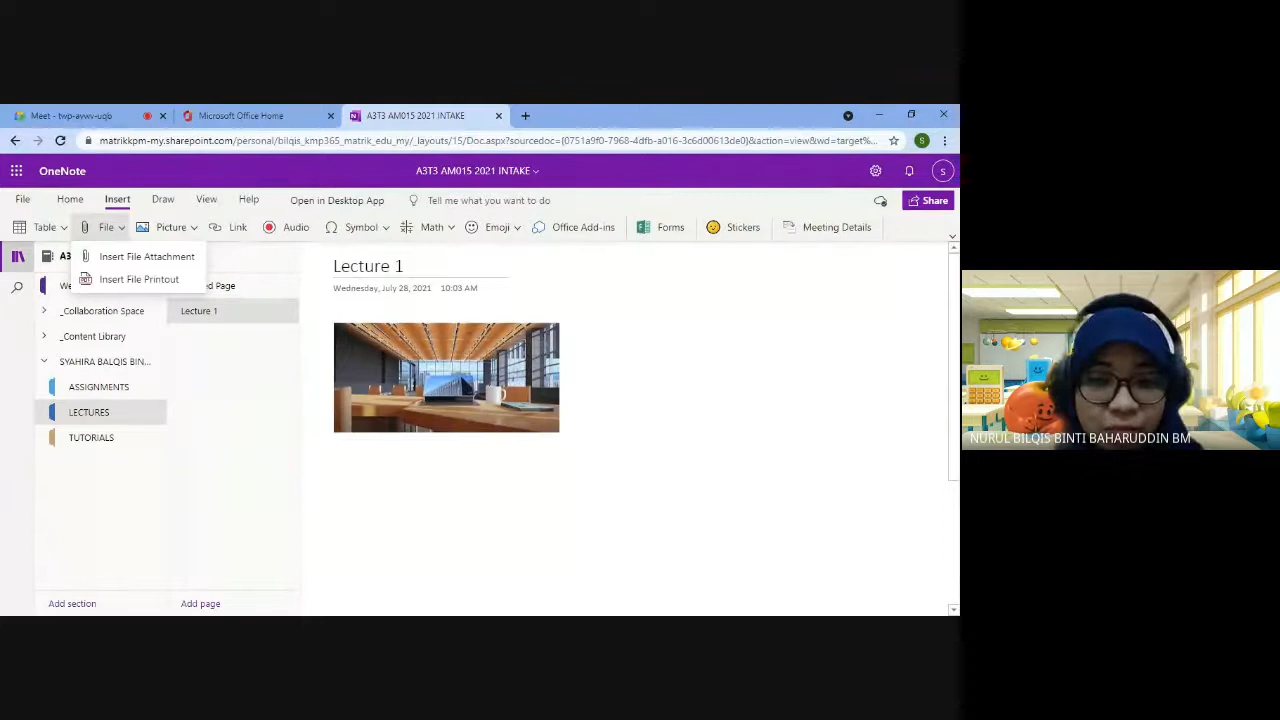 Meet - twp-avwv-uqb
Microsoft Office Home
A3T3 AM015 2021 INTAKE
matrikkpm-my.sharepoint.com/personal/bilqis_kmp365_matrik_edu_my/_layouts/15/Doc.aspx?sourcedoc={0751a9f0-7968-4dfb-a016-3c6d00613de0}&action=view&wd=target%...
S
OneNote
A3T3 AM015 2021 INTAKE
S
File Home Insert Draw View Help Open in Desktop App Tell me what you want to do Share
Table File Picture Link Audio Symbol Math Emoji Office Add-ins Forms Stickers Meeting Details
A3
Insert File Attachment
Insert File Printout
We
ed Page
_Collaboration Space
Lecture 1
_Content Library
SYAHIRA BALQIS BIN...
ASSIGNMENTS
LECTURES
TUTORIALS
Add section
Add page
Lecture 1
Wednesday, July 28, 2021 10:03 AM
NURUL BILQIS BINTI BAHARUDDIN BM